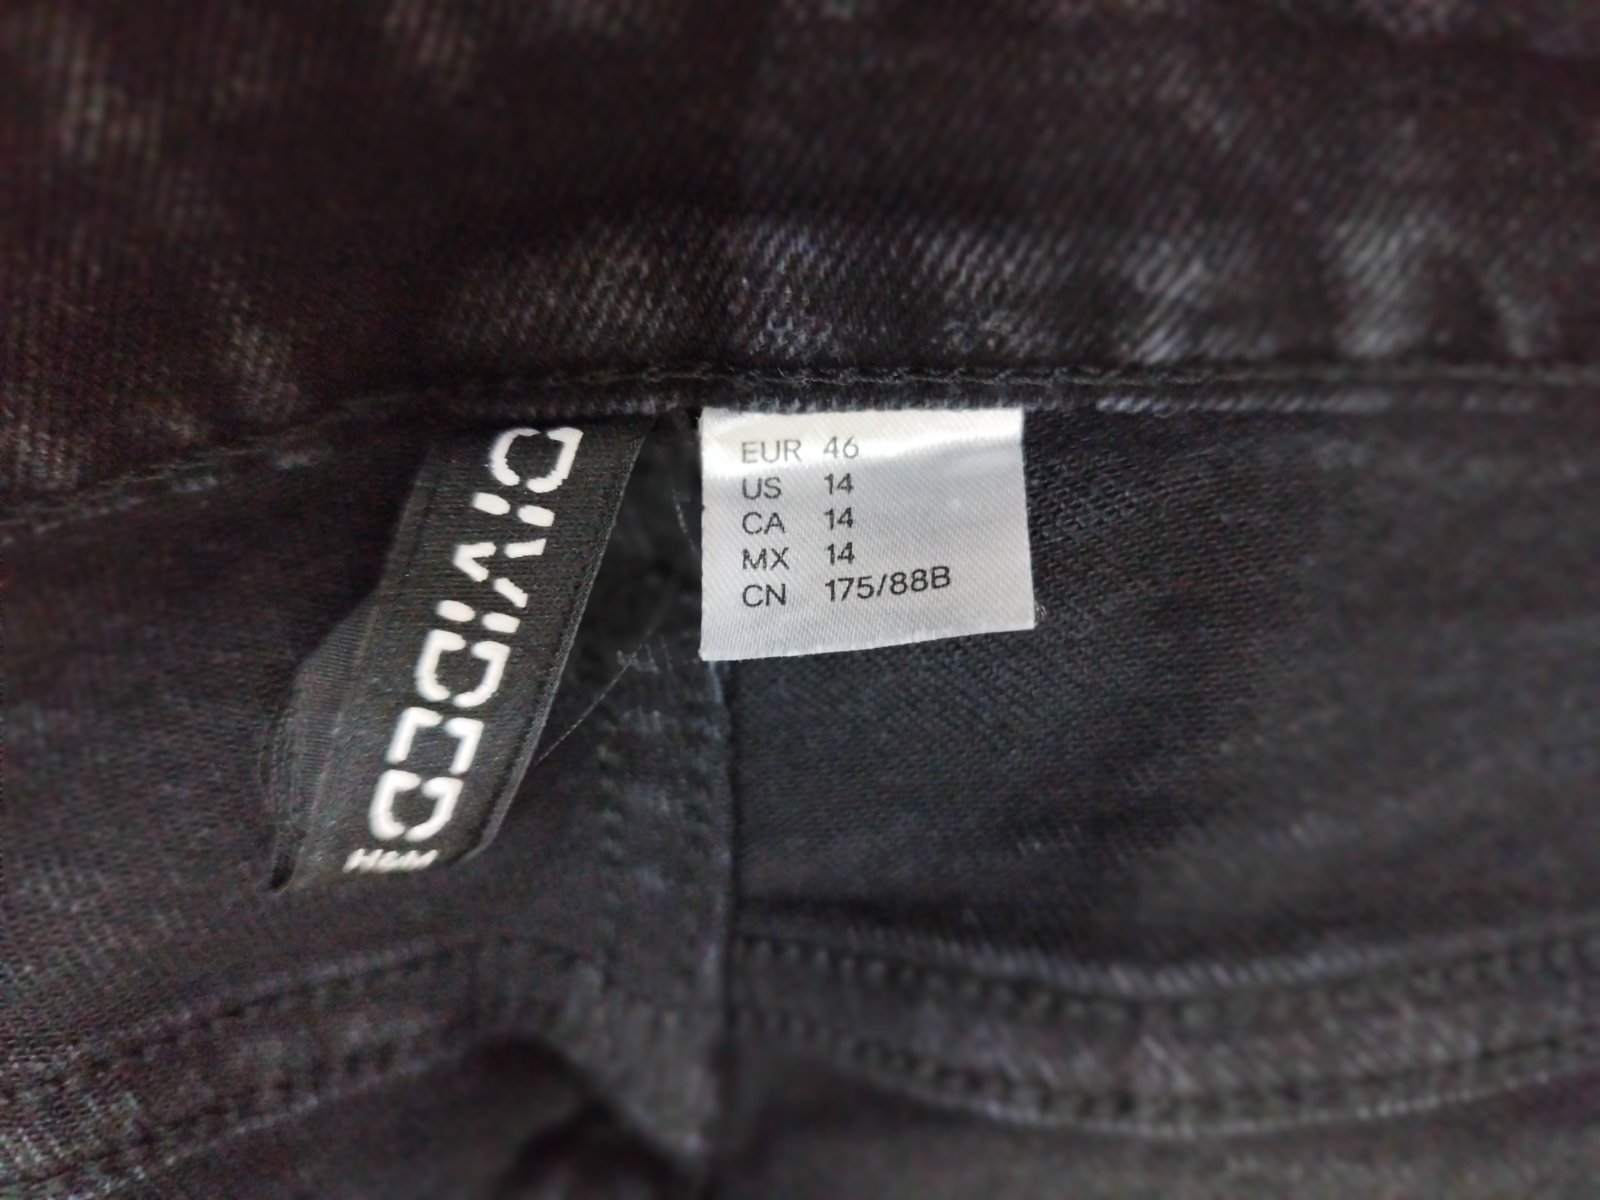 DIVIDED
H&M
EUR 46
US 14
CA 14
MX 14
CN 175/88B